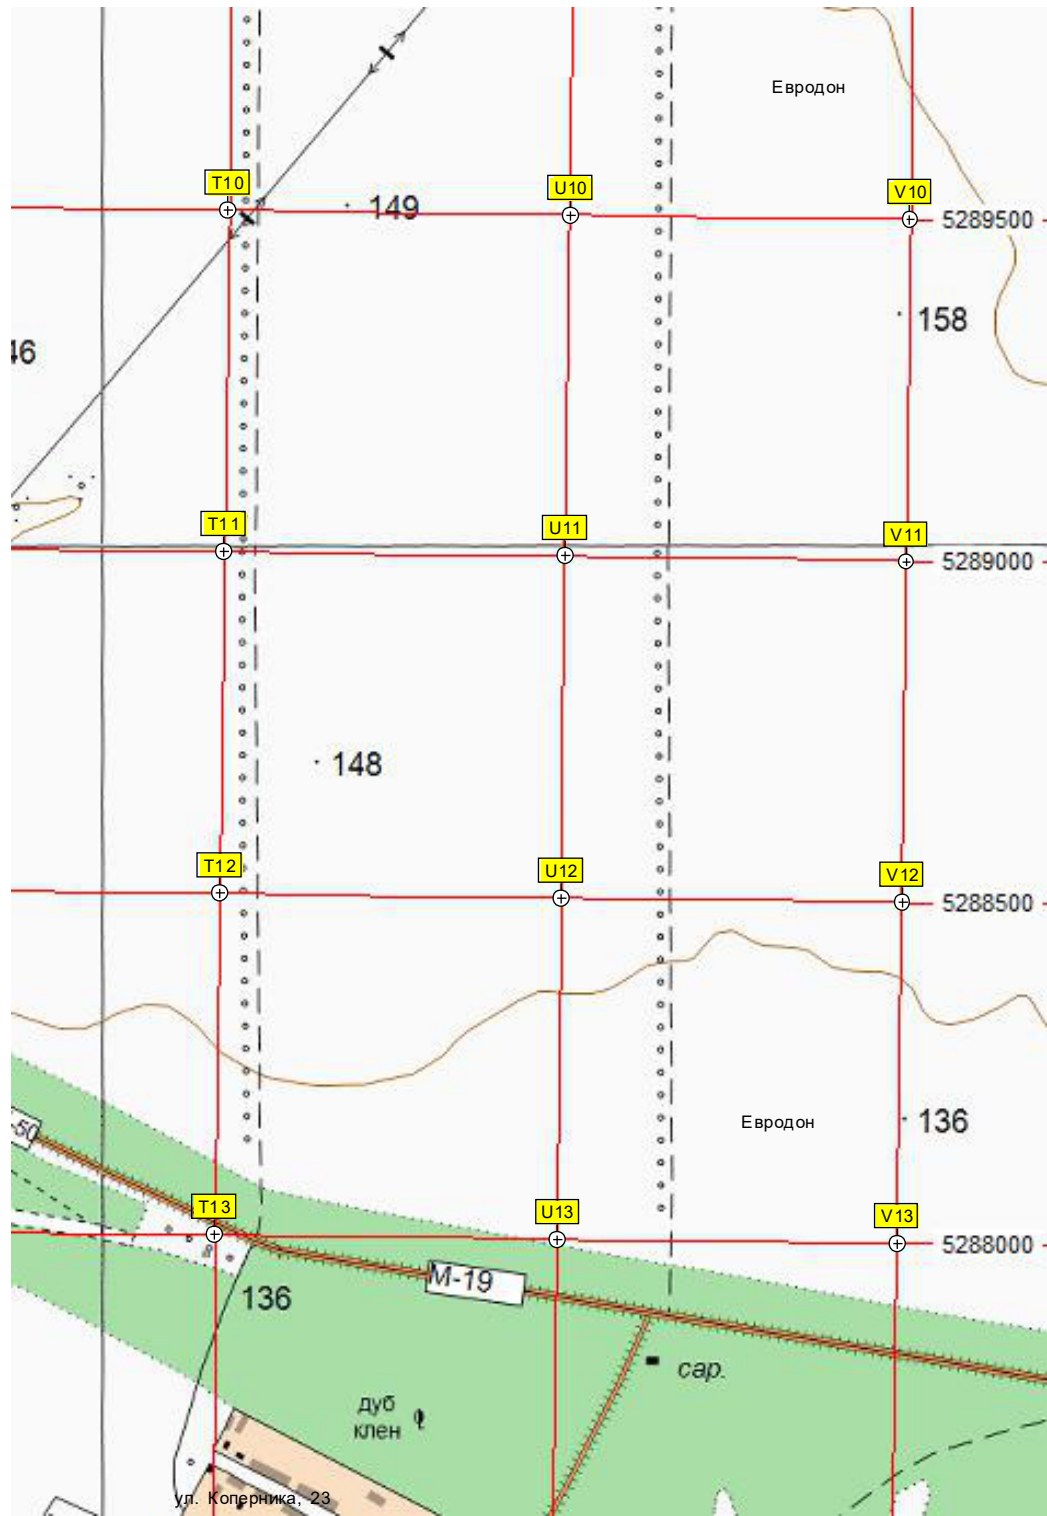 Евродон
T10
U10
V10
149
5289500
158
46
T11
U11
V11
5289000
148
T12
U12
V12
5288500
136
Евродон
-50
T13
U13
V13
5288000
М-19
136
сар.
дуб
клен
ул. Коперника, 23